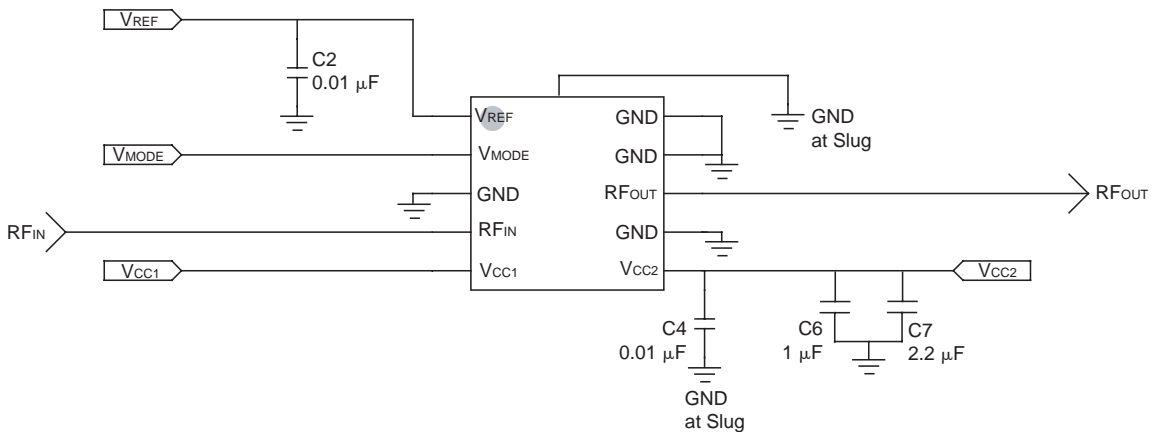 VREF
C2
0.01 μF
VREF
GND
GND
at Slug
VMODE
VMODE
GND
GND
RFOUT
RFOUT
RFIN
RFIN
GND
VCC1
VCC1
VCC2
VCC2
C4
0.01 μF
C6
1 μF
C7
2.2 μF
GND
at Slug